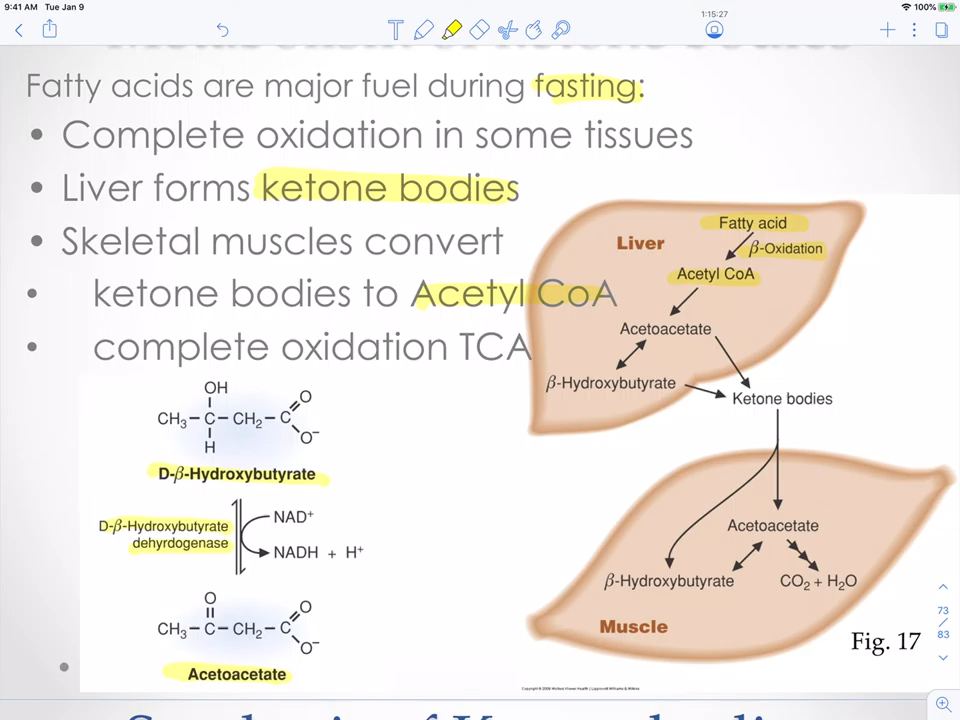 9:41 AM Tue Jan 9
100%
1:15:27
Fatty acids are major fuel during fasting:
• Complete oxidation in some tissues
• Liver forms ketone bodies
• Skeletal muscles convert
• ketone bodies to Acetyl CoA
• complete oxidation TCA
Liver
Fatty acid
β-Oxidation
Acetyl CoA
Acetoacetate
β-Hydroxybutyrate
Ketone bodies
Acetoacetate
β-Hydroxybutyrate
CO₂ + H₂O
Muscle
Fig. 17
OH
CH₃–C–CH₂–C
O
O⁻
H
D-β-Hydroxybutyrate
D-β-Hydroxybutyrate
dehyrdogenase
NAD⁺
NADH + H⁺
O
CH₃–C–CH₂–C
O
O⁻
Acetoacetate
•
73
/
83